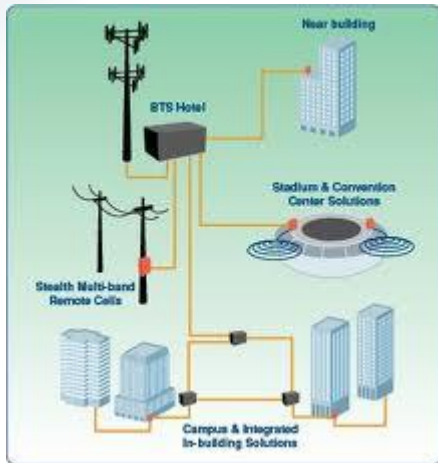 Near building
BTS Hotel
Stadium & Convention
Center Solutions
Stealth Multi-band
Remote Cells
Campus & Integrated
In-building Solutions